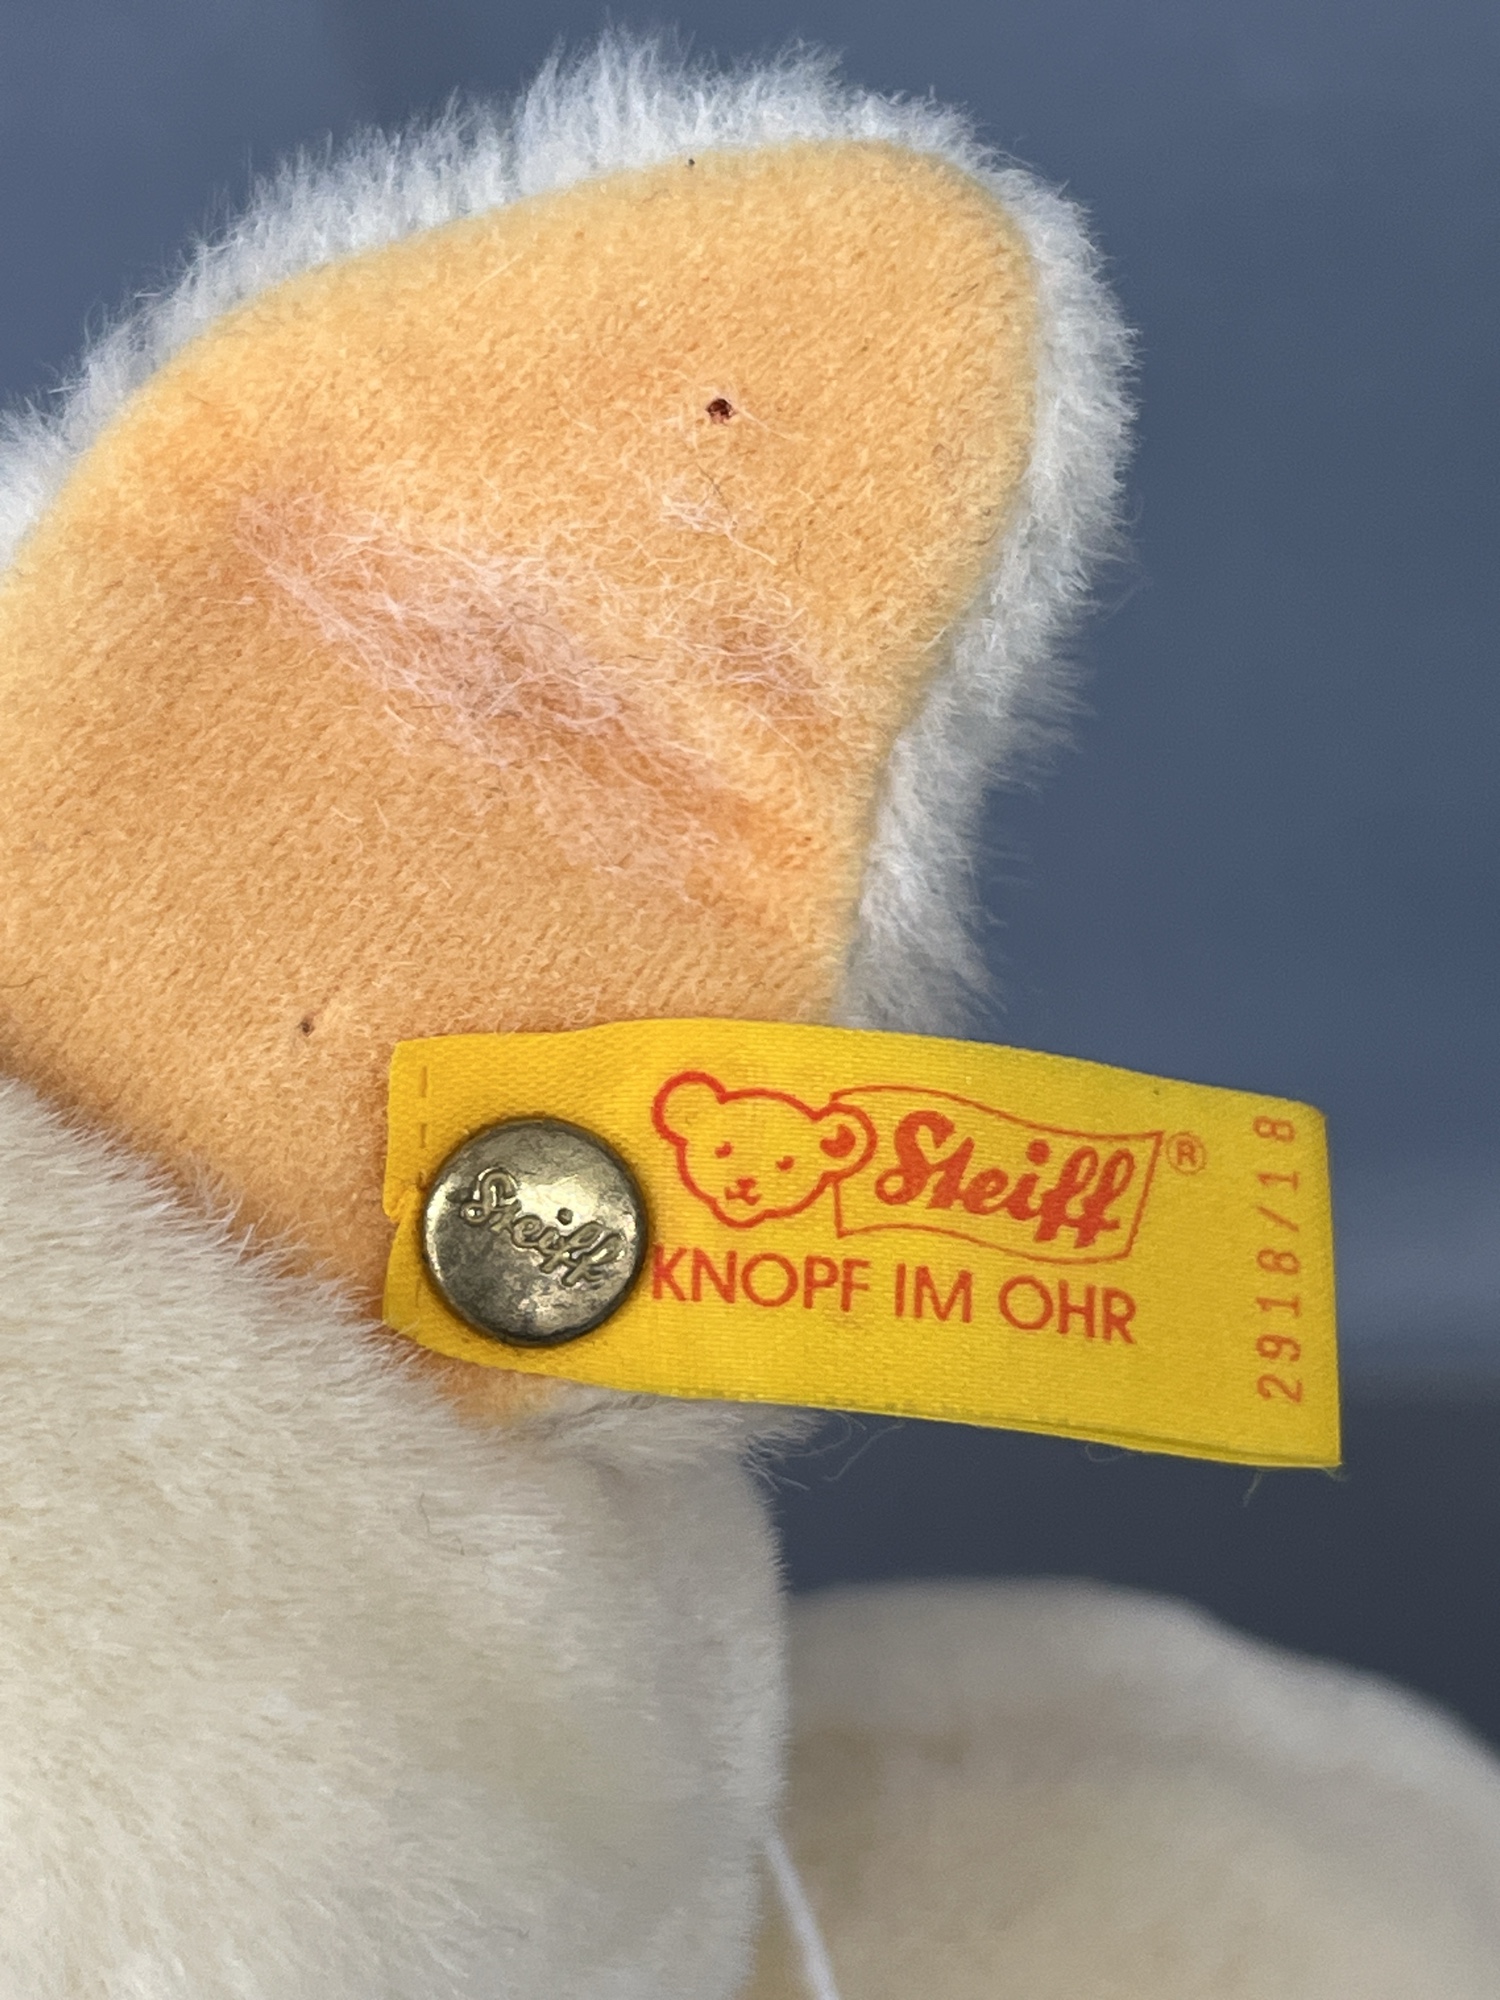 Steiff
Steiff®
KNOPF IM OHR
2918/18